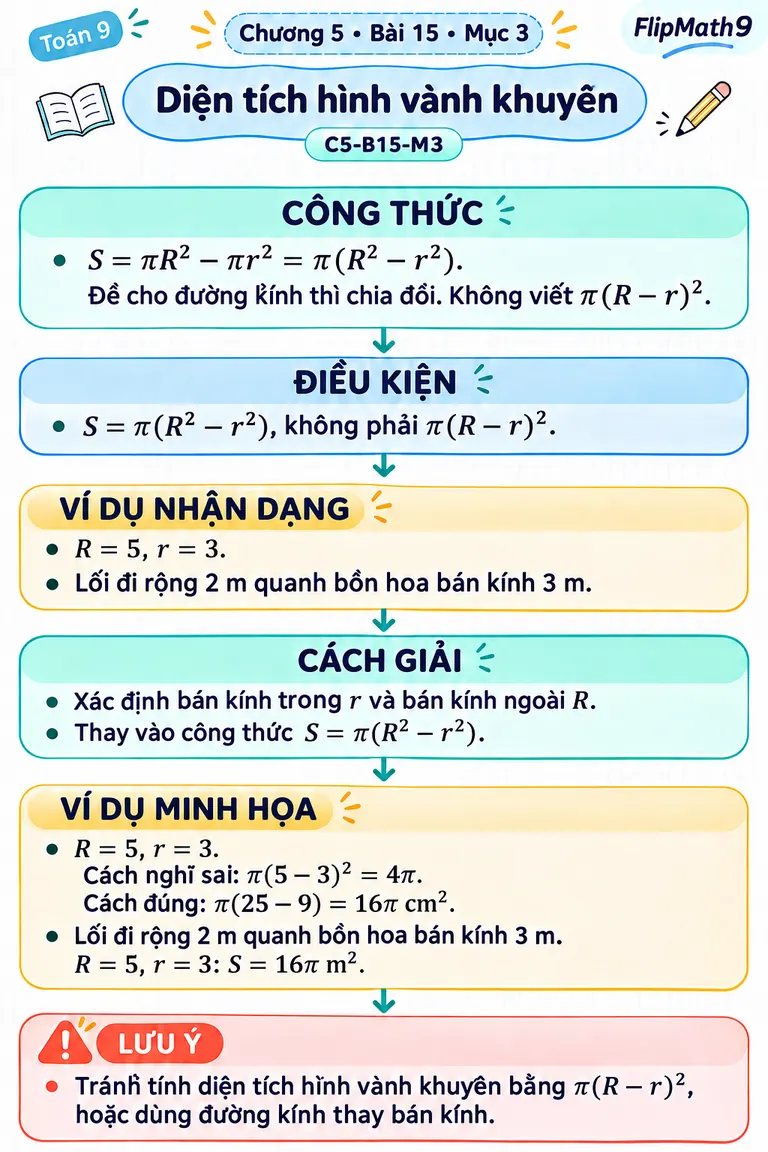 Toán 9
Chương 5 • Bài 15 • Mục 3
FlipMath9
Diện tích hình vành khuyên
C5-B15-M3
CÔNG THỨC
• S = πR² − πr² = π(R² − r²).
Đề cho đường kính thì chia đồi. Không viết π(R − r)².
ĐIỀU KIỆN
• S = π(R² − r²), không phải π(R − r)².
VÍ DỤ NHẬN DẠNG
• R = 5, r = 3.
• Lối đi rộng 2 m quanh bồn hoa bán kính 3 m.
CÁCH GIẢI
• Xác định bán kính trong r và bán kính ngoài R.
• Thay vào công thức S = π(R² − r²).
VÍ DỤ MINH HỌA
• R = 5, r = 3.
Cách nghĩ sai: π(5 − 3)² = 4π.
Cách đúng: π(25 − 9) = 16π cm².
• Lối đi rộng 2 m quanh bồn hoa bán kính 3 m.
R = 5, r = 3: S = 16π m².
LƯU Ý
• Tránh tính diện tích hình vành khuyên bằng π(R − r)²,
hoặc dùng đường kính thay bán kính.